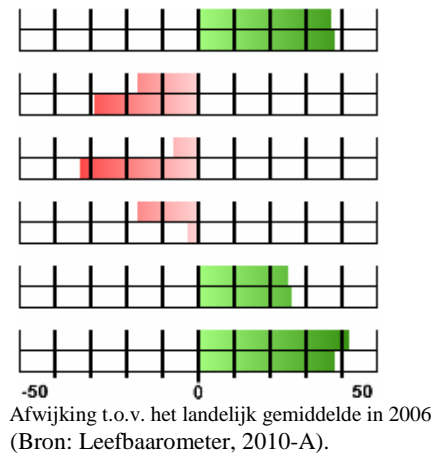 -50 0 50
Afwijking t.o.v. het landelijk gemiddelde in 2006
(Bron: Leefbaarometer, 2010-A).